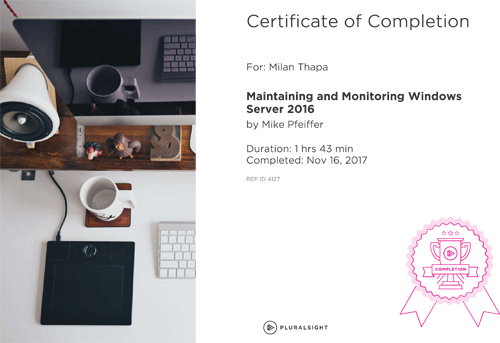 Certificate of Completion
For: Milan Thapa
Maintaining and Monitoring Windows
Server 2016
by Mike Pfeiffer
Duration: 1 hrs 43 min
Completed: Nov 16, 2017
REP ID 4127
COMPLETION
PLURALSIGHT